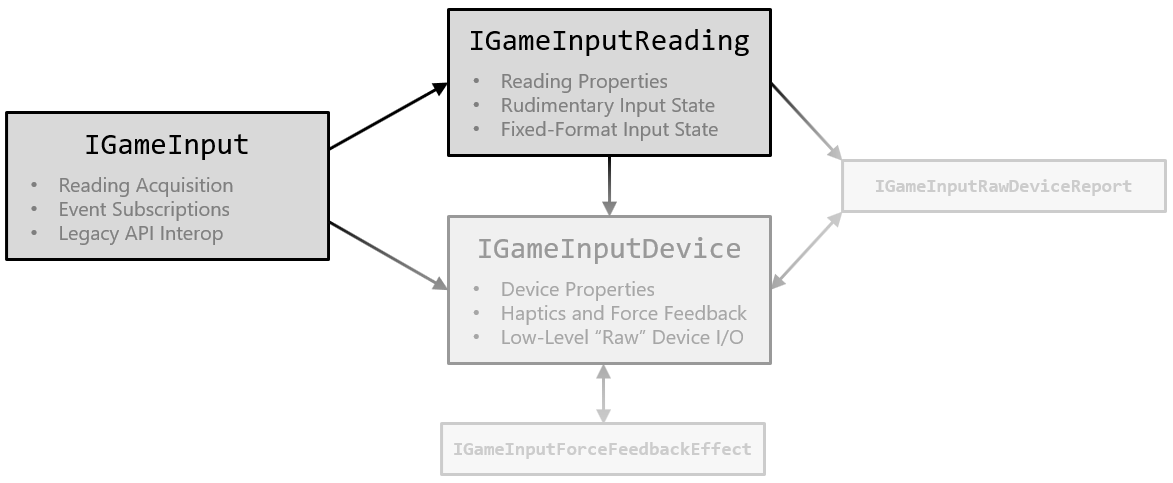 IGameInputReading
• Reading Properties
• Rudimentary Input State
• Fixed-Format Input State
IGameInput
• Reading Acquisition
• Event Subscriptions
• Legacy API Interop
IGameInputRawDeviceReport
IGameInputDevice
• Device Properties
• Haptics and Force Feedback
• Low-Level “Raw” Device I/O
IGameInputForceFeedbackEffect